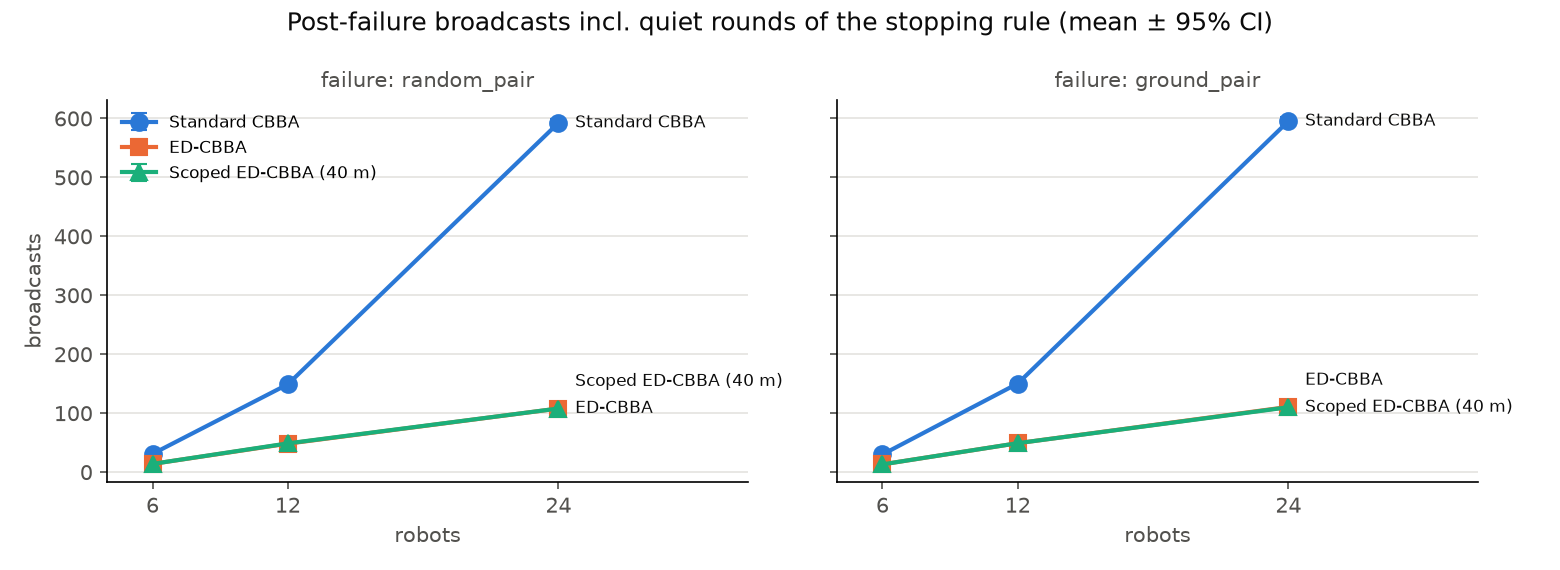 Post-failure broadcasts incl. quiet rounds of the stopping rule (mean ± 95% CI)
failure: random_pair
600
500
400
300
200
100
0
broadcasts
Standard CBBA
ED-CBBA
Scoped ED-CBBA (40 m)
Standard CBBA
Scoped ED-CBBA (40 m)
ED-CBBA
6
12
24
robots
failure: ground_pair
Standard CBBA
ED-CBBA
Scoped ED-CBBA (40 m)
6
12
24
robots